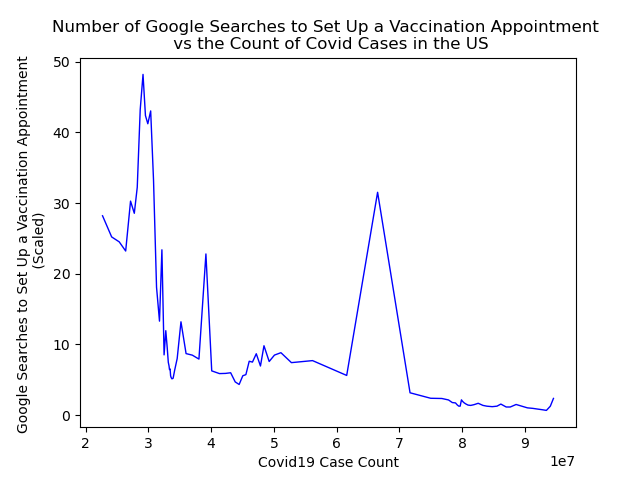 Number of Google Searches to Set Up a Vaccination Appointment
vs the Count of Covid Cases in the US
Google Searches to Set Up a Vaccination Appointment
(Scaled)
50
40
30
20
10
0
2 3 4 5 6 7 8 9
1e7
Covid19 Case Count